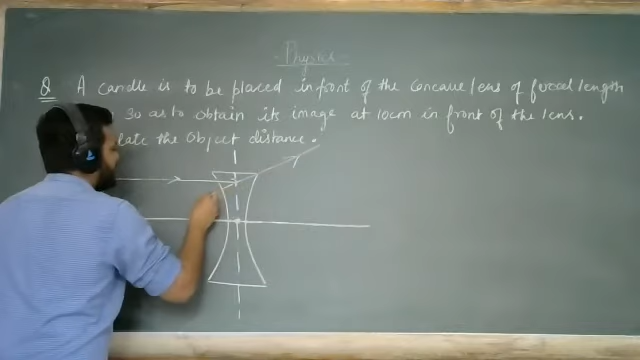 Physics
Q A candle is to be placed in front of the concave lens of focal length
so as to obtain its image at 10cm in front of the lens.
late the Object distance.